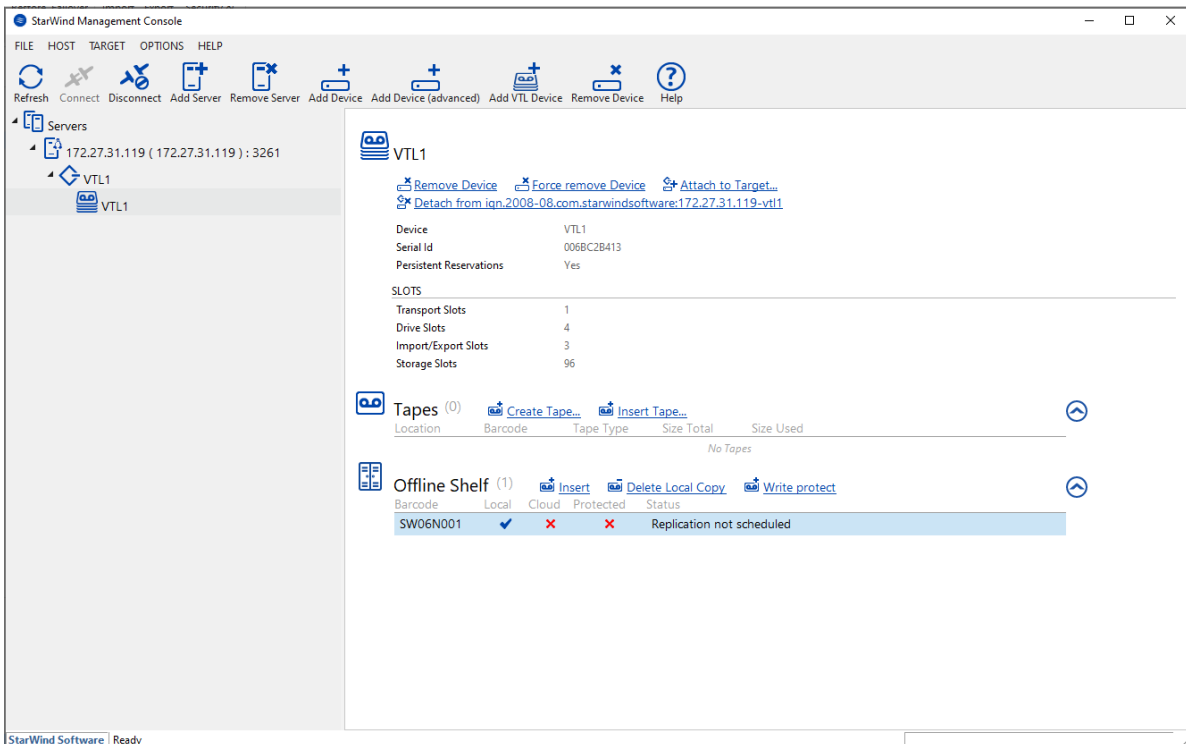 StarWind Management Console
FILE HOST TARGET OPTIONS HELP
Refresh Connect Disconnect Add Server Remove Server Add Device Add Device (advanced) Add VTL Device Remove Device Help
Servers
172.27.31.119 ( 172.27.31.119 ) : 3261
VTL1
VTL1
VTL1
Remove Device Force remove Device Attach to Target...
Detach from iqn.2008-08.com.starwindsoftware:172.27.31.119-vtl1
Device VTL1
Serial Id 006BC2B413
Persistent Reservations Yes
SLOTS
Transport Slots 1
Drive Slots 4
Import/Export Slots 3
Storage Slots 96
Tapes (0) Create Tape... Insert Tape...
Location Barcode Tape Type Size Total Size Used
No Tapes
Offline Shelf (1) Insert Delete Local Copy Write protect
Barcode Local Cloud Protected Status
SW06N001 Replication not scheduled
StarWind Software Ready